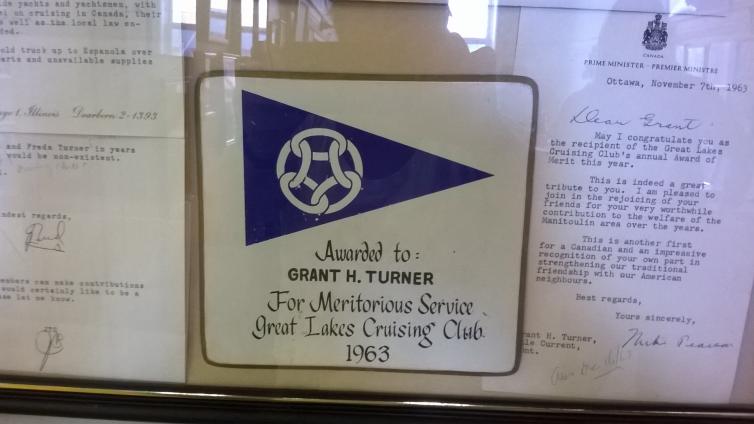 de yachts and yachtsmen, with
on cruising in Canada, their
s well as the local law en-
ded.
old truck up to Espanola over
arts and unavailable supplies
1, Illinois Dearborn 2-1393
and Freda Turner in years
would be non-existent.
ndest regards,
embers can make contributions
would certainly like to be a
se let me know.
Awarded to:
GRANT H. TURNER
For Meritorious Service
Great Lakes Cruising Club.
1963
CANADA
PRIME MINISTER · PREMIER MINISTRE
Ottawa, November 7th, 1963
Dear Grant
May I congratulate you as
the recipient of the Great Lakes
Cruising Club's annual Award of
Merit this year.
This is indeed a great
tribute to you. I am pleased to
join in the rejoicing of your
friends for your very worthwhile
contribution to the welfare of the
Manitoulin area over the years.
This is another first
for a Canadian and an impressive
recognition of your own part in
strengthening our traditional
friendship with our American
neighbours.
Best regards,
Yours sincerely,
Mike Pearson
rant H. Turner,
le Current,
nt.